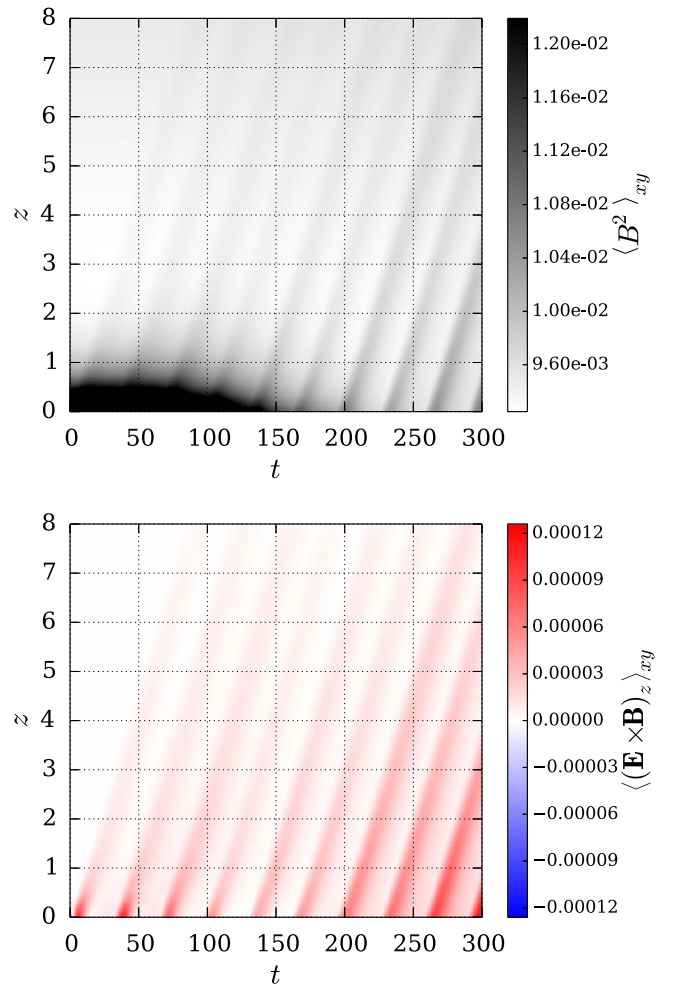 8
7
6
5
4
3
2
1
0
z
0 50 100 150 200 250 300
t
1.20e-02
1.16e-02
1.12e-02
1.08e-02
1.04e-02
1.00e-02
9.60e-03
⟨B²⟩xy
8
7
6
5
4
3
2
1
0
z
0 50 100 150 200 250 300
t
0.00012
0.00009
0.00006
0.00003
0.00000
−0.00003
−0.00006
−0.00009
−0.00012
⟨(E×B)z⟩xy